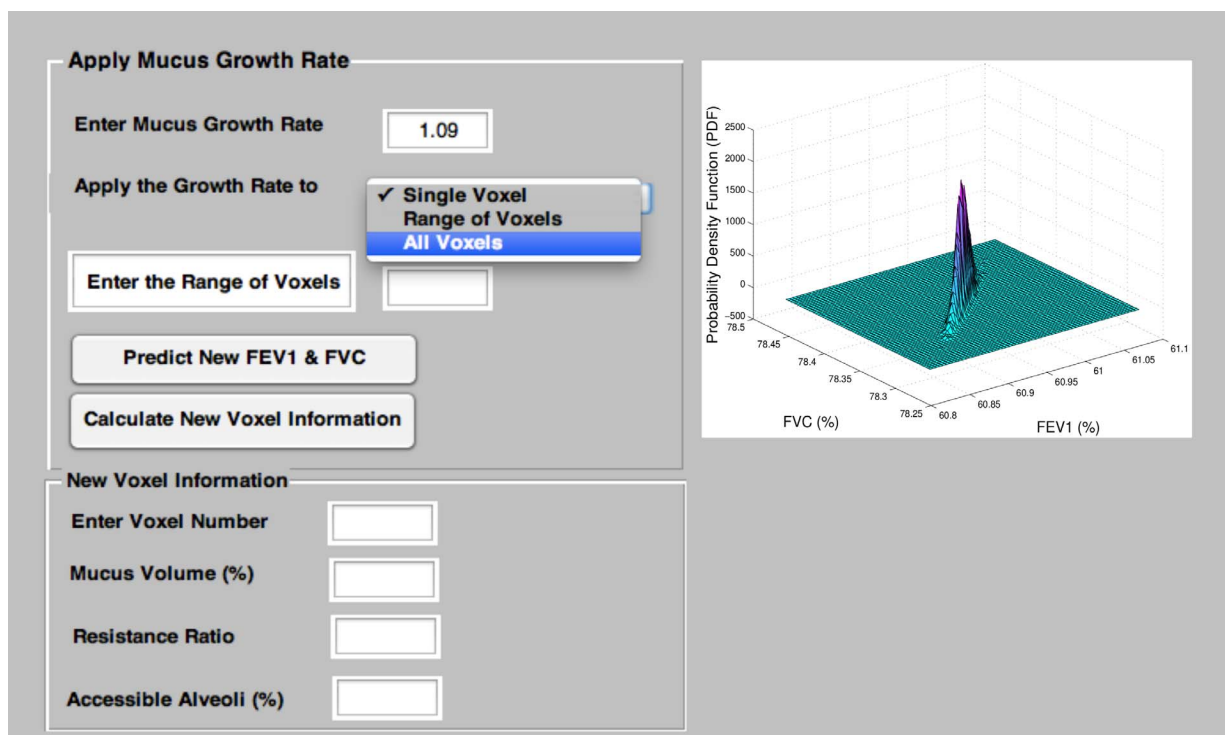 Apply Mucus Growth Rate
Enter Mucus Growth Rate
1.09
Apply the Growth Rate to
✓ Single Voxel
Range of Voxels
All Voxels
Enter the Range of Voxels
Predict New FEV1 & FVC
Calculate New Voxel Information
New Voxel Information
Enter Voxel Number
Mucus Volume (%)
Resistance Ratio
Accessible Alveoli (%)
Probability Density Function (PDF)
2500
2000
1500
1000
500
0
−500
78.5
78.45
78.4
78.35
78.3
78.25
FVC (%)
60.8
60.85
60.9
60.95
61
61.05
61.1
FEV1 (%)